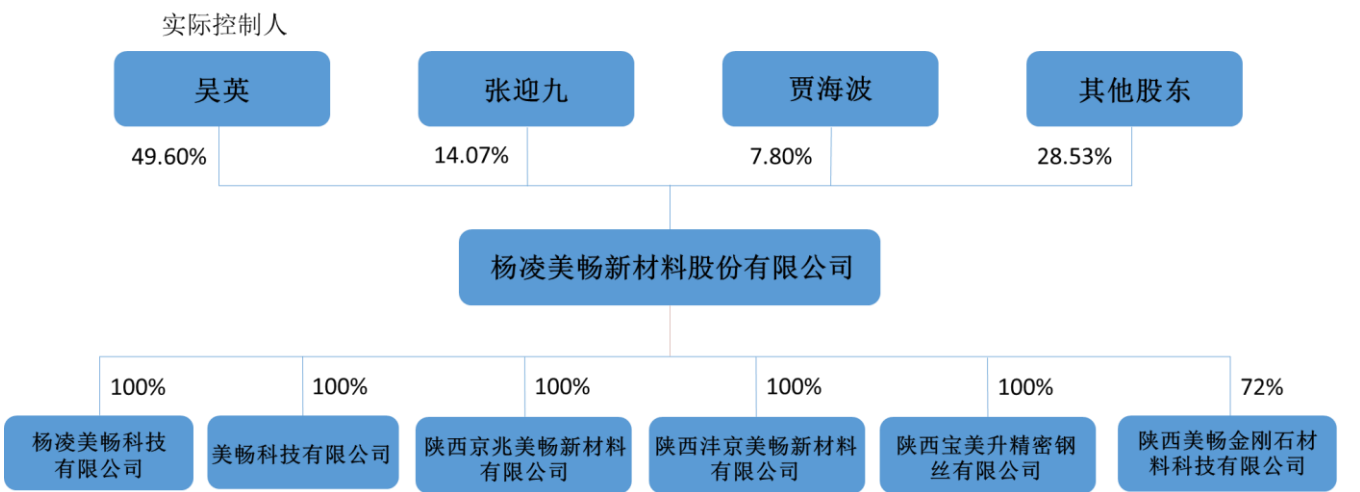 实际控制人
吴英
张迎九
贾海波
其他股东
49.60%
14.07%
7.80%
28.53%
杨凌美畅新材料股份有限公司
100%
100%
100%
100%
100%
72%
杨凌美畅科技
有限公司
美畅科技有限公司
陕西京兆美畅新材料
有限公司
陕西沣京美畅新材料
有限公司
陕西宝美升精密钢
丝有限公司
陕西美畅金刚石材
料科技有限公司